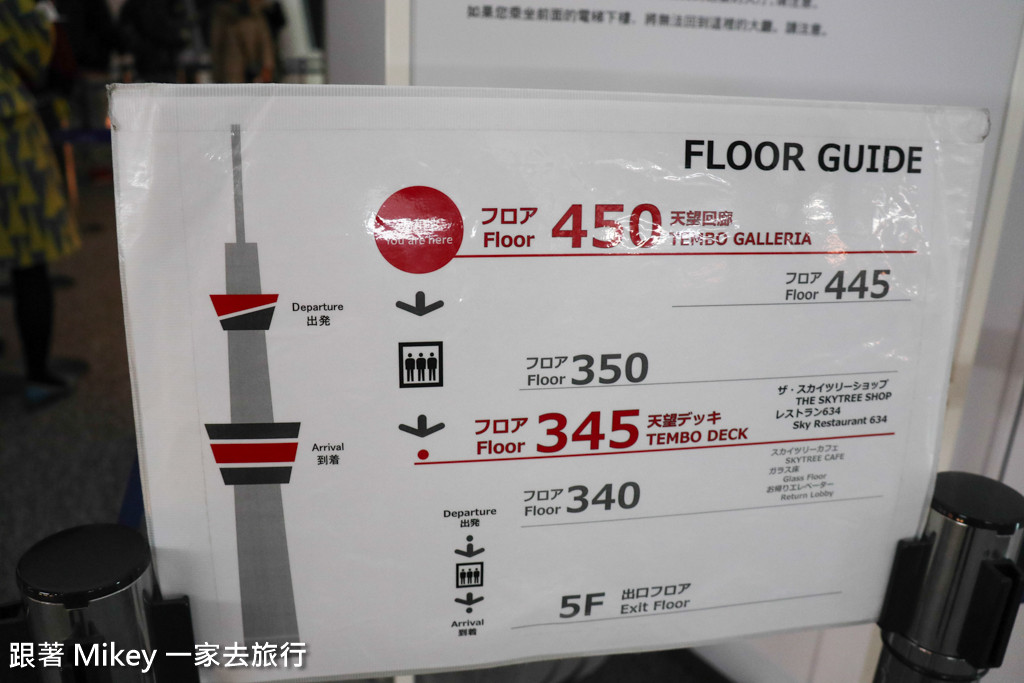 如果您乘坐前面的電梯下樓，將無法回到這裡的大廳。請注意。
FLOOR GUIDE
You are here
フロア
Floor 450 天望回廊
TEMBO GALLERIA
フロア
Floor 445
Departure
出発
フロア
Floor 350
ザ・スカイツリーショップ
THE SKYTREE SHOP
レストラン634
Sky Restaurant 634
フロア
Floor 345 天望デッキ
TEMBO DECK
Arrival
到着
スカイツリーカフェ
SKYTREE CAFE
ガラス床
Glass Floor
お帰りエレベーター
Return Lobby
フロア
Floor 340
Departure
出発
5F 出口フロア
Exit Floor
Arrival
到着
跟著 Mikey 一家去旅行